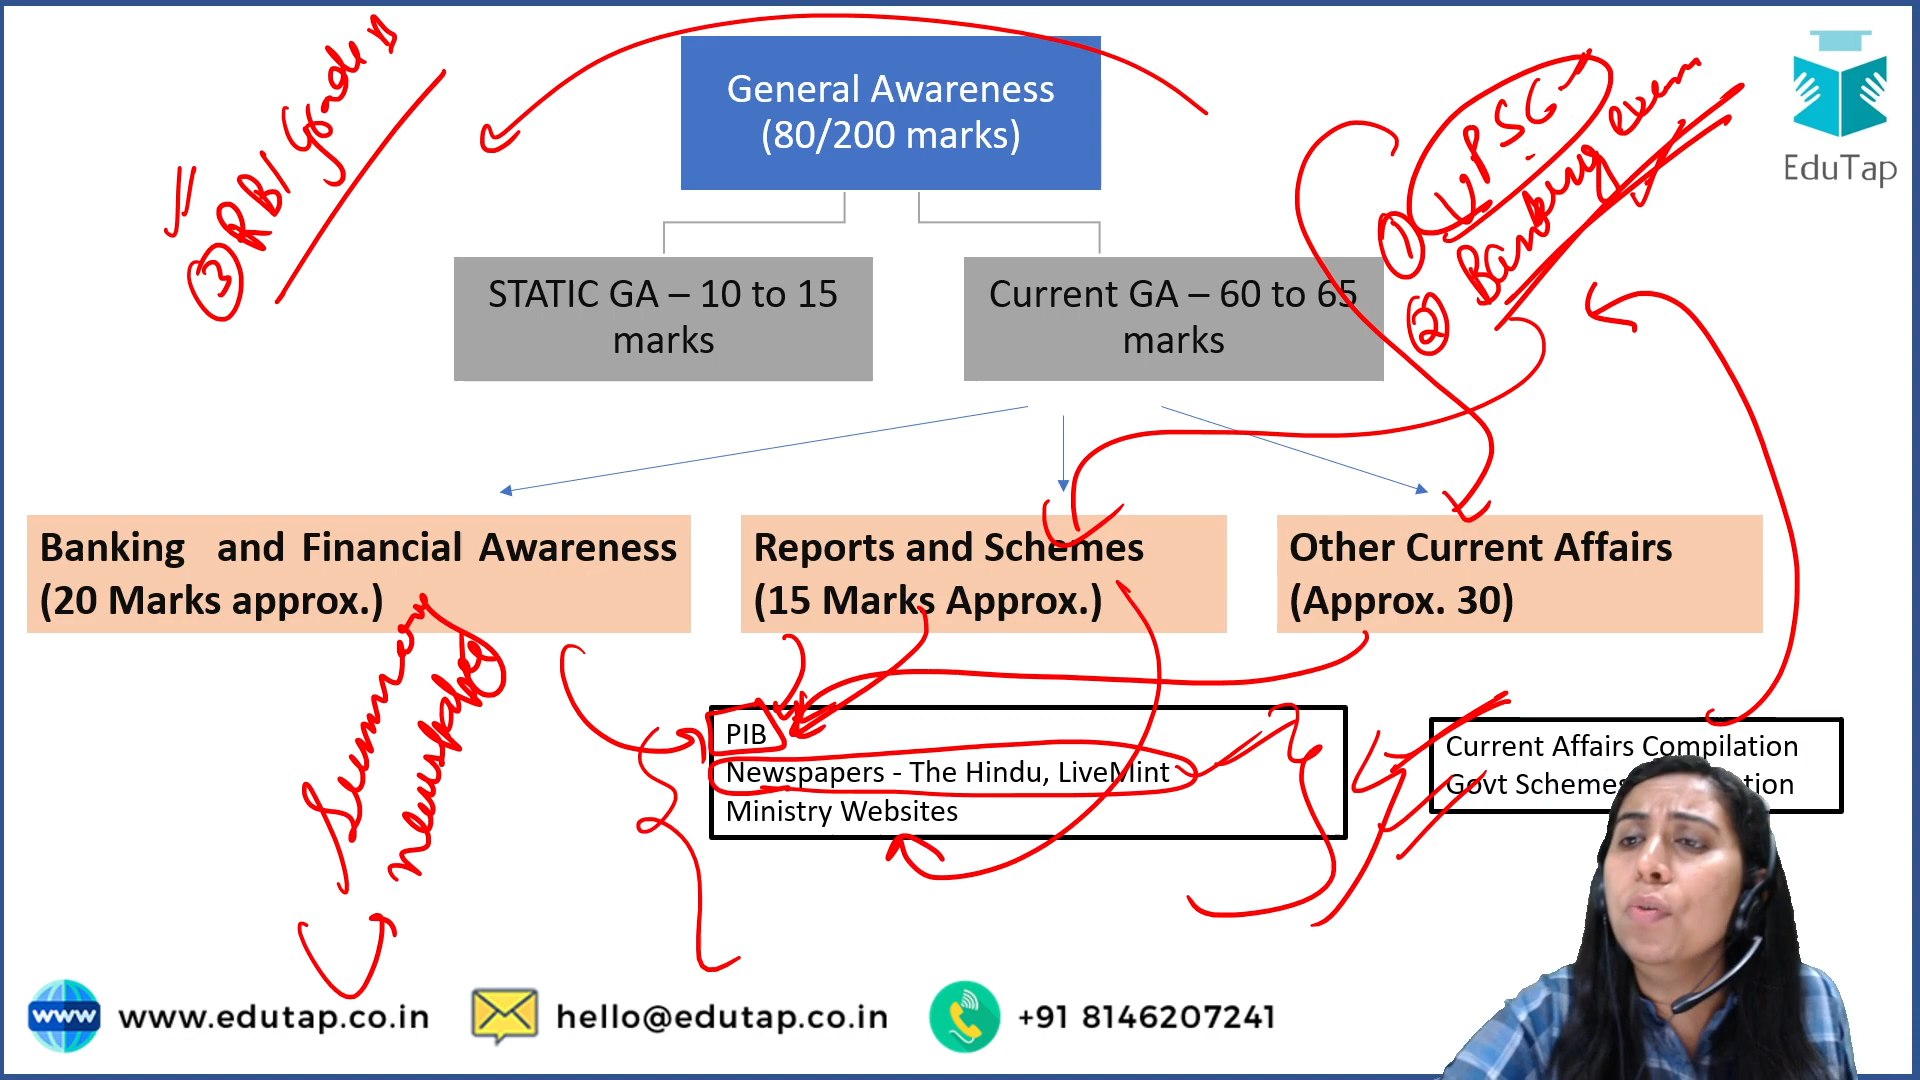 General Awareness
(80/200 marks)
EduTap
③ RBI Grade B
① UPSC
② Banking exam
STATIC GA – 10 to 15
marks
Current GA – 60 to 65
marks
Banking and Financial Awareness
(20 Marks approx.)
Reports and Schemes
(15 Marks Approx.)
Other Current Affairs
(Approx. 30)
Summary
Newspaper
PIB
Newspapers - The Hindu, LiveMint
Ministry Websites
Current Affairs Compilation
Govt Schemes
www
www.edutap.co.in
hello@edutap.co.in
+91 8146207241